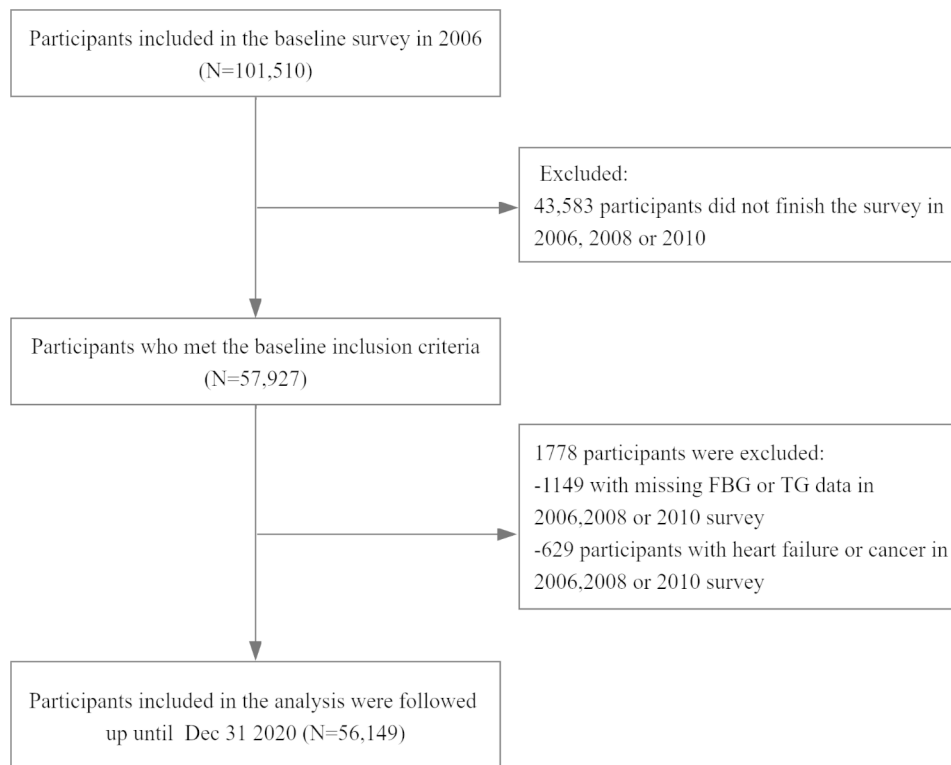 Participants included in the baseline survey in 2006
(N=101,510)
Excluded:
43,583 participants did not finish the survey in
2006, 2008 or 2010
Participants who met the baseline inclusion criteria
(N=57,927)
1778 participants were excluded:
-1149 with missing FBG or TG data in
2006,2008 or 2010 survey
-629 participants with heart failure or cancer in
2006,2008 or 2010 survey
Participants included in the analysis were followed
up until Dec 31 2020 (N=56,149)